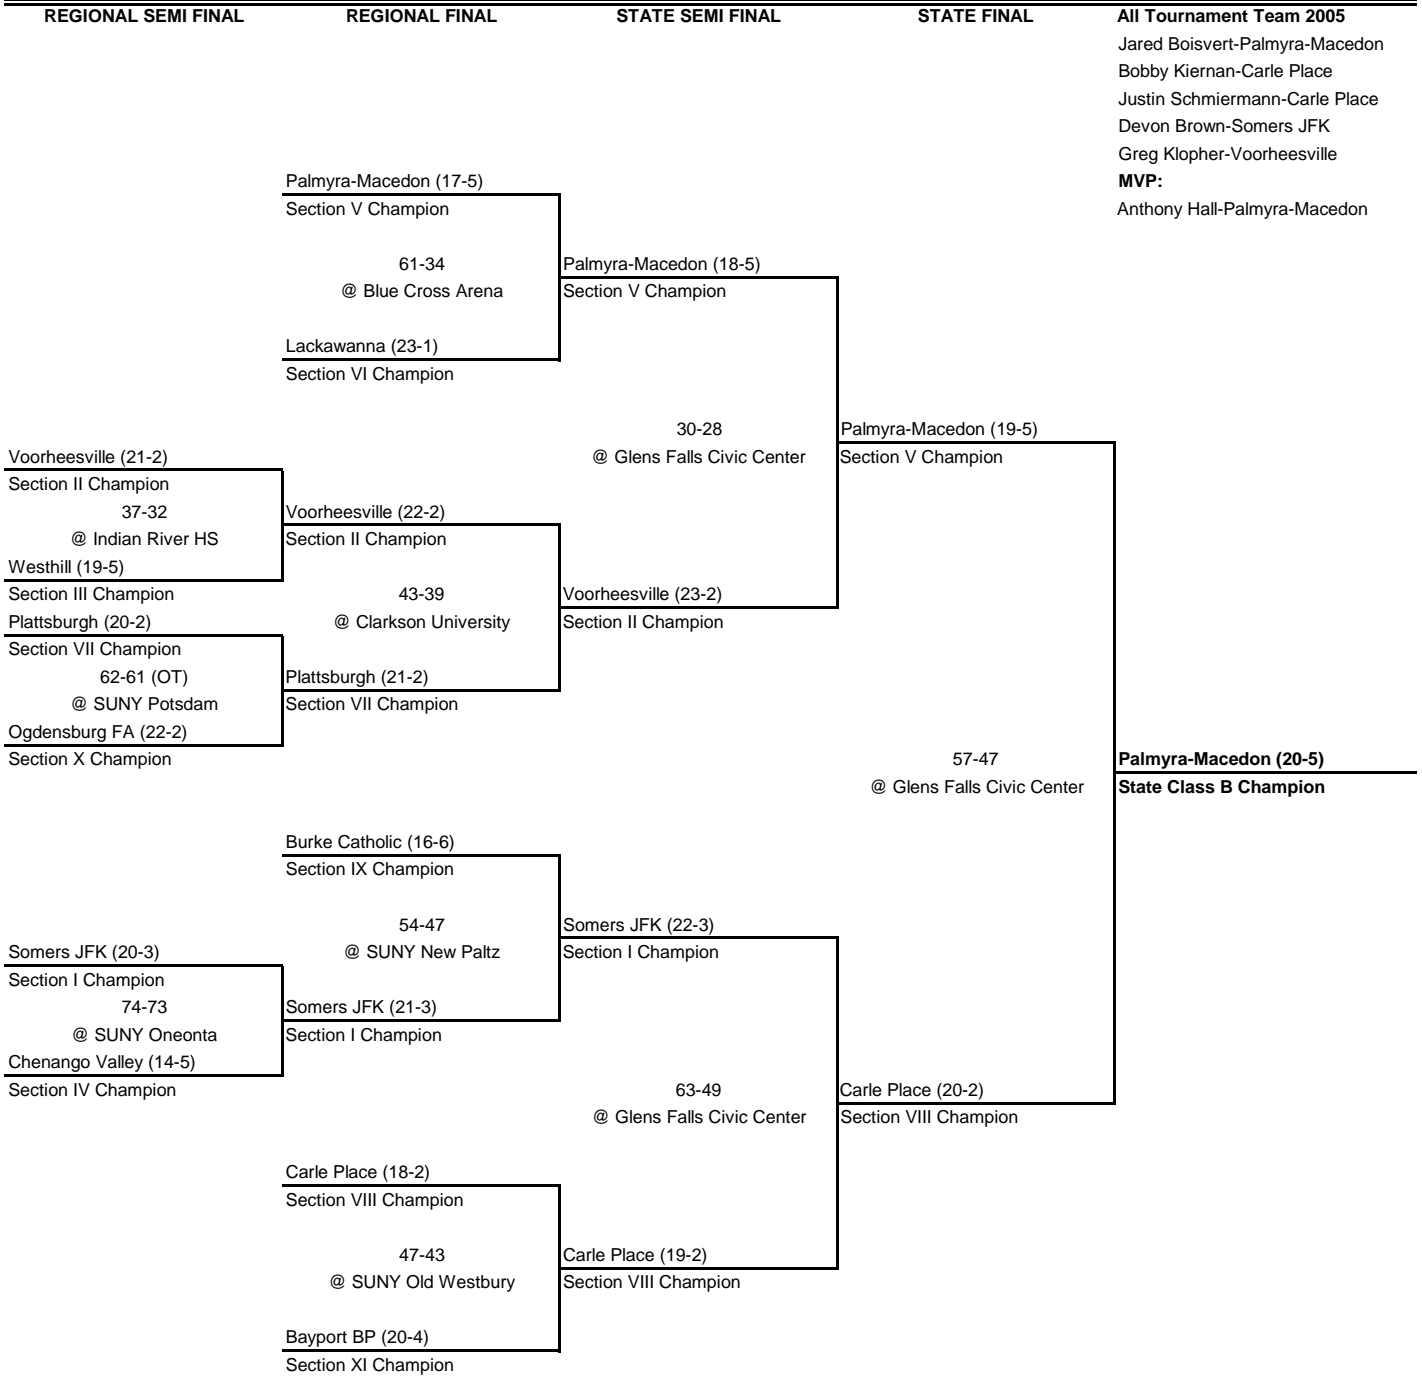 REGIONAL SEMI FINAL REGIONAL FINAL STATE SEMI FINAL STATE FINAL All Tournament Team 2005
Jared Boisvert-Palmyra-Macedon
Bobby Kiernan-Carle Place
Justin Schmiermann-Carle Place
Devon Brown-Somers JFK
Greg Klopher-Voorheesville
Palmyra-Macedon (17-5) MVP:
Section V Champion Anthony Hall-Palmyra-Macedon
61-34 Palmyra-Macedon (18-5)
@ Blue Cross Arena Section V Champion
Lackawanna (23-1)
Section VI Champion
30-28 Palmyra-Macedon (19-5)
Voorheesville (21-2) @ Glens Falls Civic Center Section V Champion
Section II Champion
37-32 Voorheesville (22-2)
@ Indian River HS Section II Champion
Westhill (19-5)
Section III Champion 43-39 Voorheesville (23-2)
Plattsburgh (20-2) @ Clarkson University Section II Champion
Section VII Champion
62-61 (OT) Plattsburgh (21-2)
@ SUNY Potsdam Section VII Champion
Ogdensburg FA (22-2)
Section X Champion 57-47 Palmyra-Macedon (20-5)
@ Glens Falls Civic Center State Class B Champion
Burke Catholic (16-6)
Section IX Champion
54-47 Somers JFK (22-3)
Somers JFK (20-3) @ SUNY New Paltz Section I Champion
Section I Champion
74-73 Somers JFK (21-3)
@ SUNY Oneonta Section I Champion
Chenango Valley (14-5)
Section IV Champion 63-49 Carle Place (20-2)
@ Glens Falls Civic Center Section VIII Champion
Carle Place (18-2)
Section VIII Champion
47-43 Carle Place (19-2)
@ SUNY Old Westbury Section VIII Champion
Bayport BP (20-4)
Section XI Champion